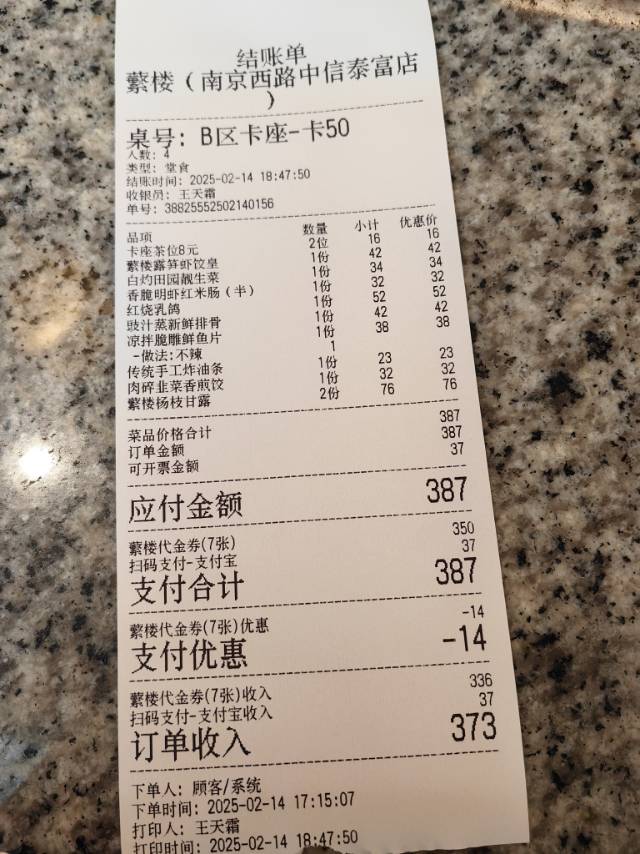 结账单
蘩楼（南京西路中信泰富店
）
桌号: B区卡座-卡50
人数: 4
类型: 堂食
结账时间: 2025-02-14 18:47:50
收银员: 王天霜
单号: 38825552502140156
品项 数量 小计 优惠价
卡座茶位8元 2位 16 16
蘩楼露笋虾饺皇 1份 42 42
白灼田园靓生菜 1份 34 34
香脆明虾红米肠（半） 1份 32 32
红烧乳鸽 1份 52 52
豉汁蒸新鲜排骨 1份 42 42
凉拌脆雕鲜鱼片 1份 38 38
-做法:不辣 1
传统手工炸油条 1份 23 23
肉碎韭菜香煎饺 1份 32 32
蘩楼杨枝甘露 2份 76 76
菜品价格合计 387
订单金额 387
可开票金额 37
应付金额 387
蘩楼代金券(7张) 350
扫码支付-支付宝 37
支付合计 387
蘩楼代金券(7张)优惠 -14
支付优惠 -14
蘩楼代金券(7张)收入 336
扫码支付-支付宝收入 37
订单收入 373
下单人: 顾客/系统
下单时间: 2025-02-14 17:15:07
打印人: 王天霜
打印时间: 2025-02-14 18:47:50